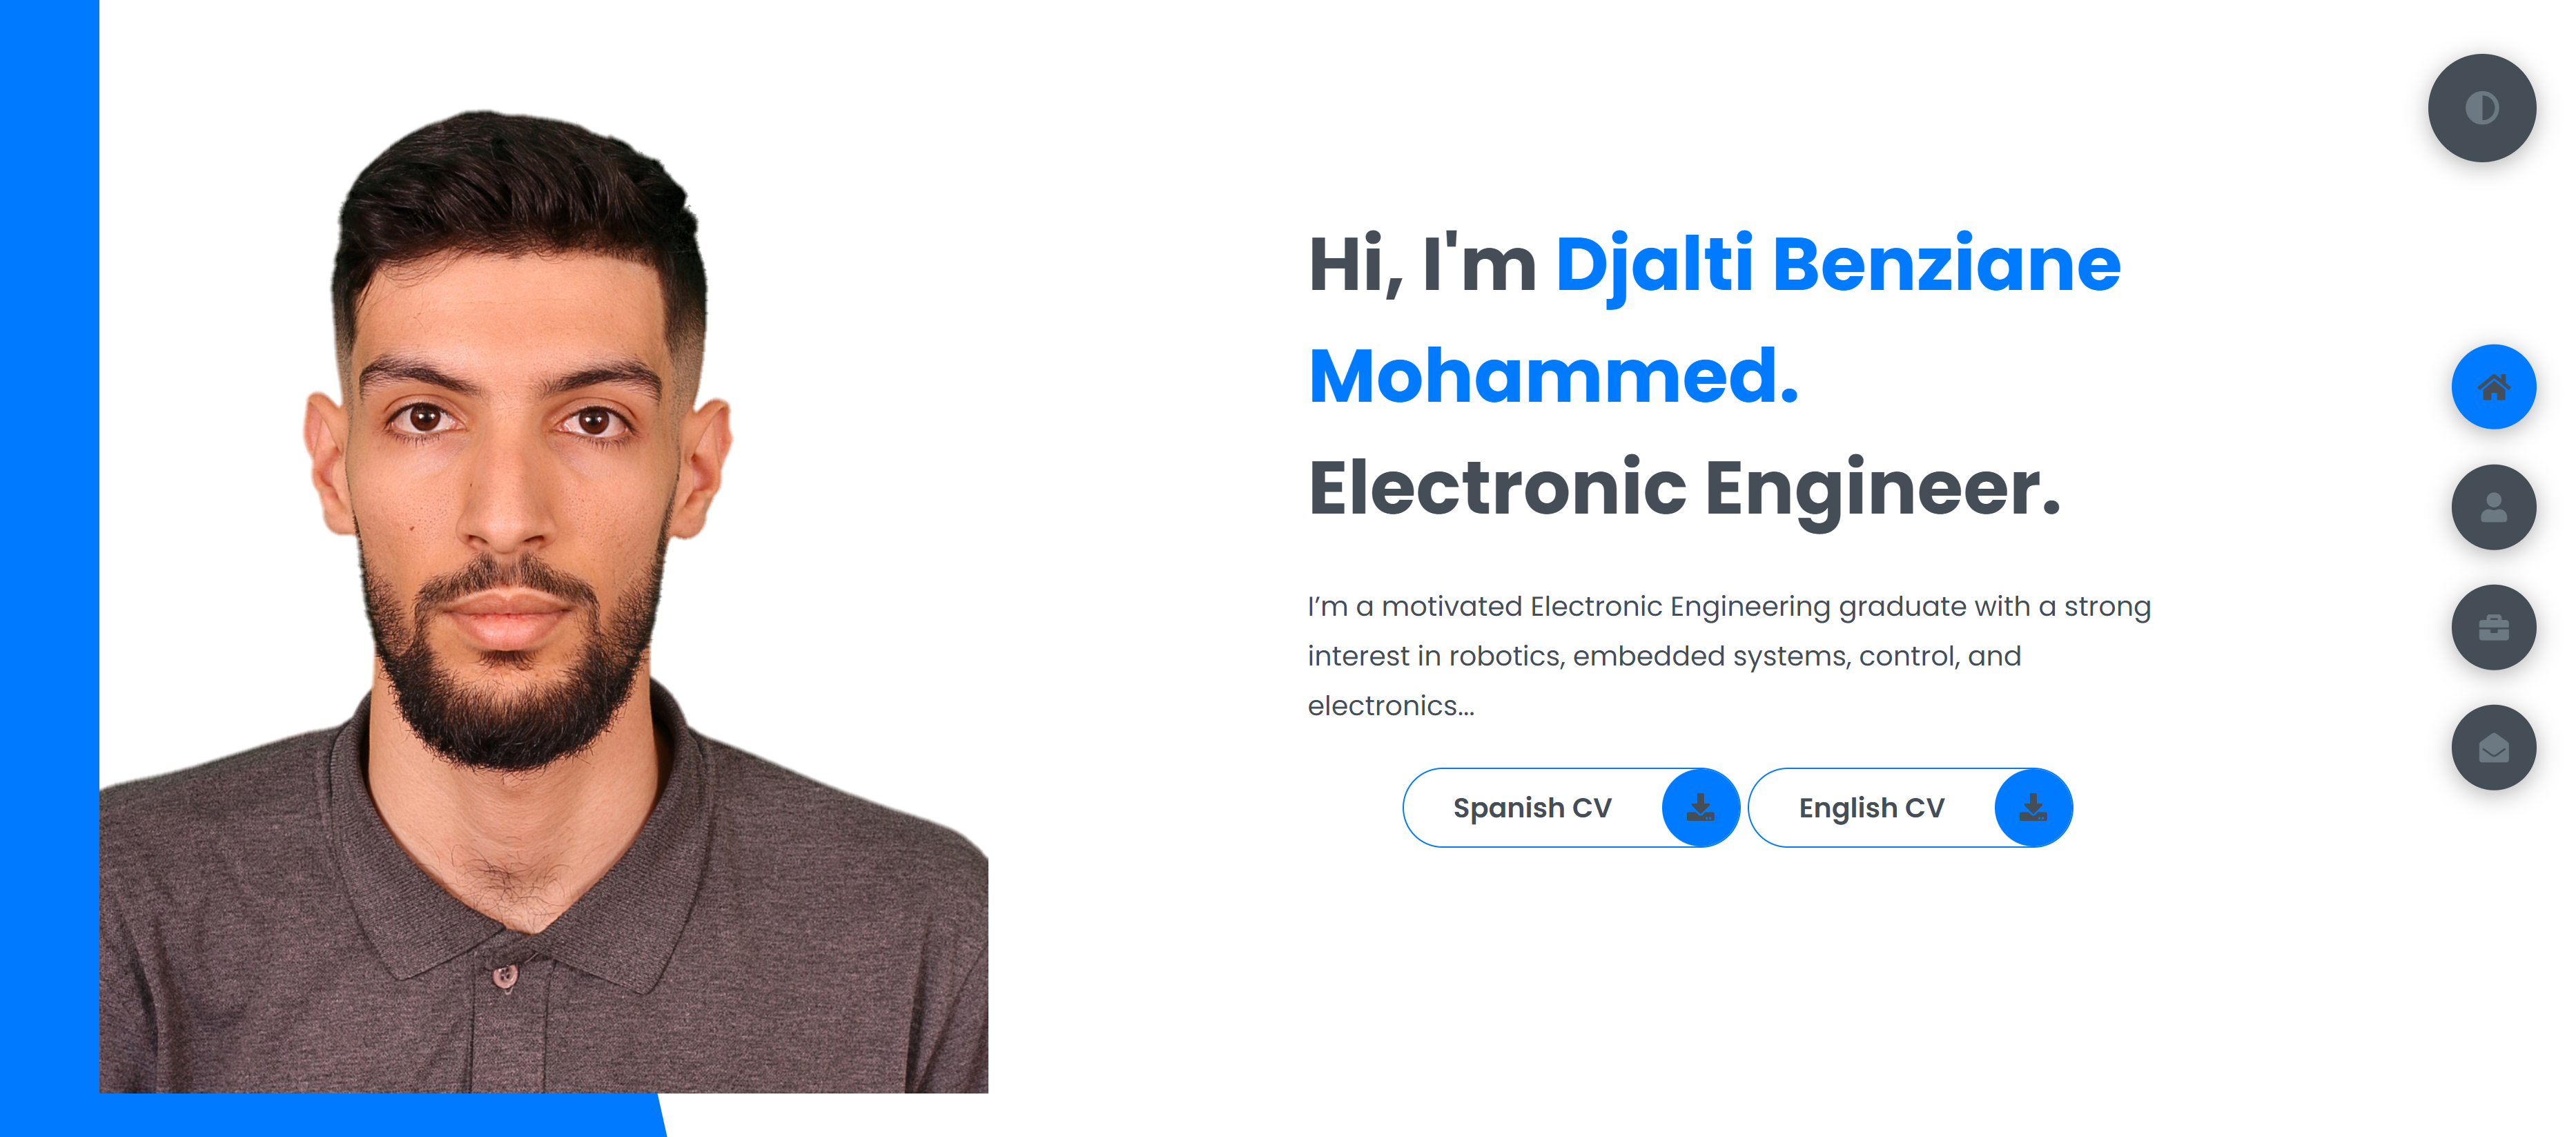 Hi, I'm Djalti Benziane
Mohammed.
Electronic Engineer.
I’m a motivated Electronic Engineering graduate with a strong
interest in robotics, embedded systems, control, and
electronics...
Spanish CV
English CV